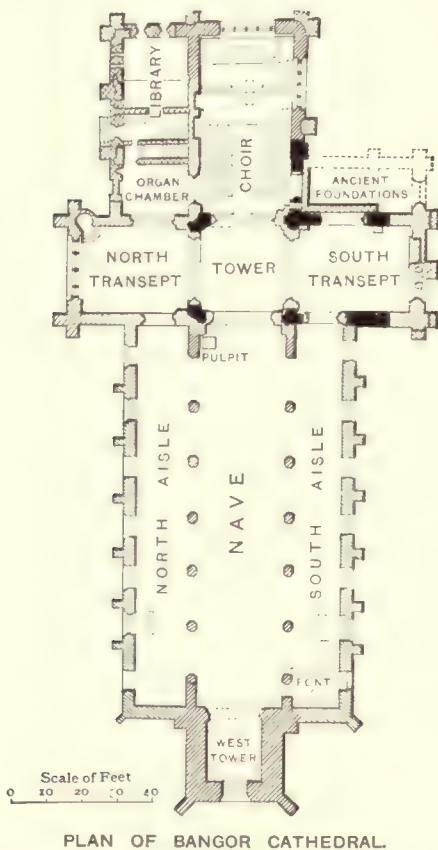 LIBRARY
CHOIR
ORGAN
CHAMBER
ANCIENT
FOUNDATIONS
NORTH
TRANSEPT
TOWER
SOUTH
TRANSEPT
PULPIT
NORTH AISLE
NAVE
SOUTH AISLE
FONT
WEST
TOWER
Scale of Feet
0 10 20 30 40
PLAN OF BANGOR CATHEDRAL.